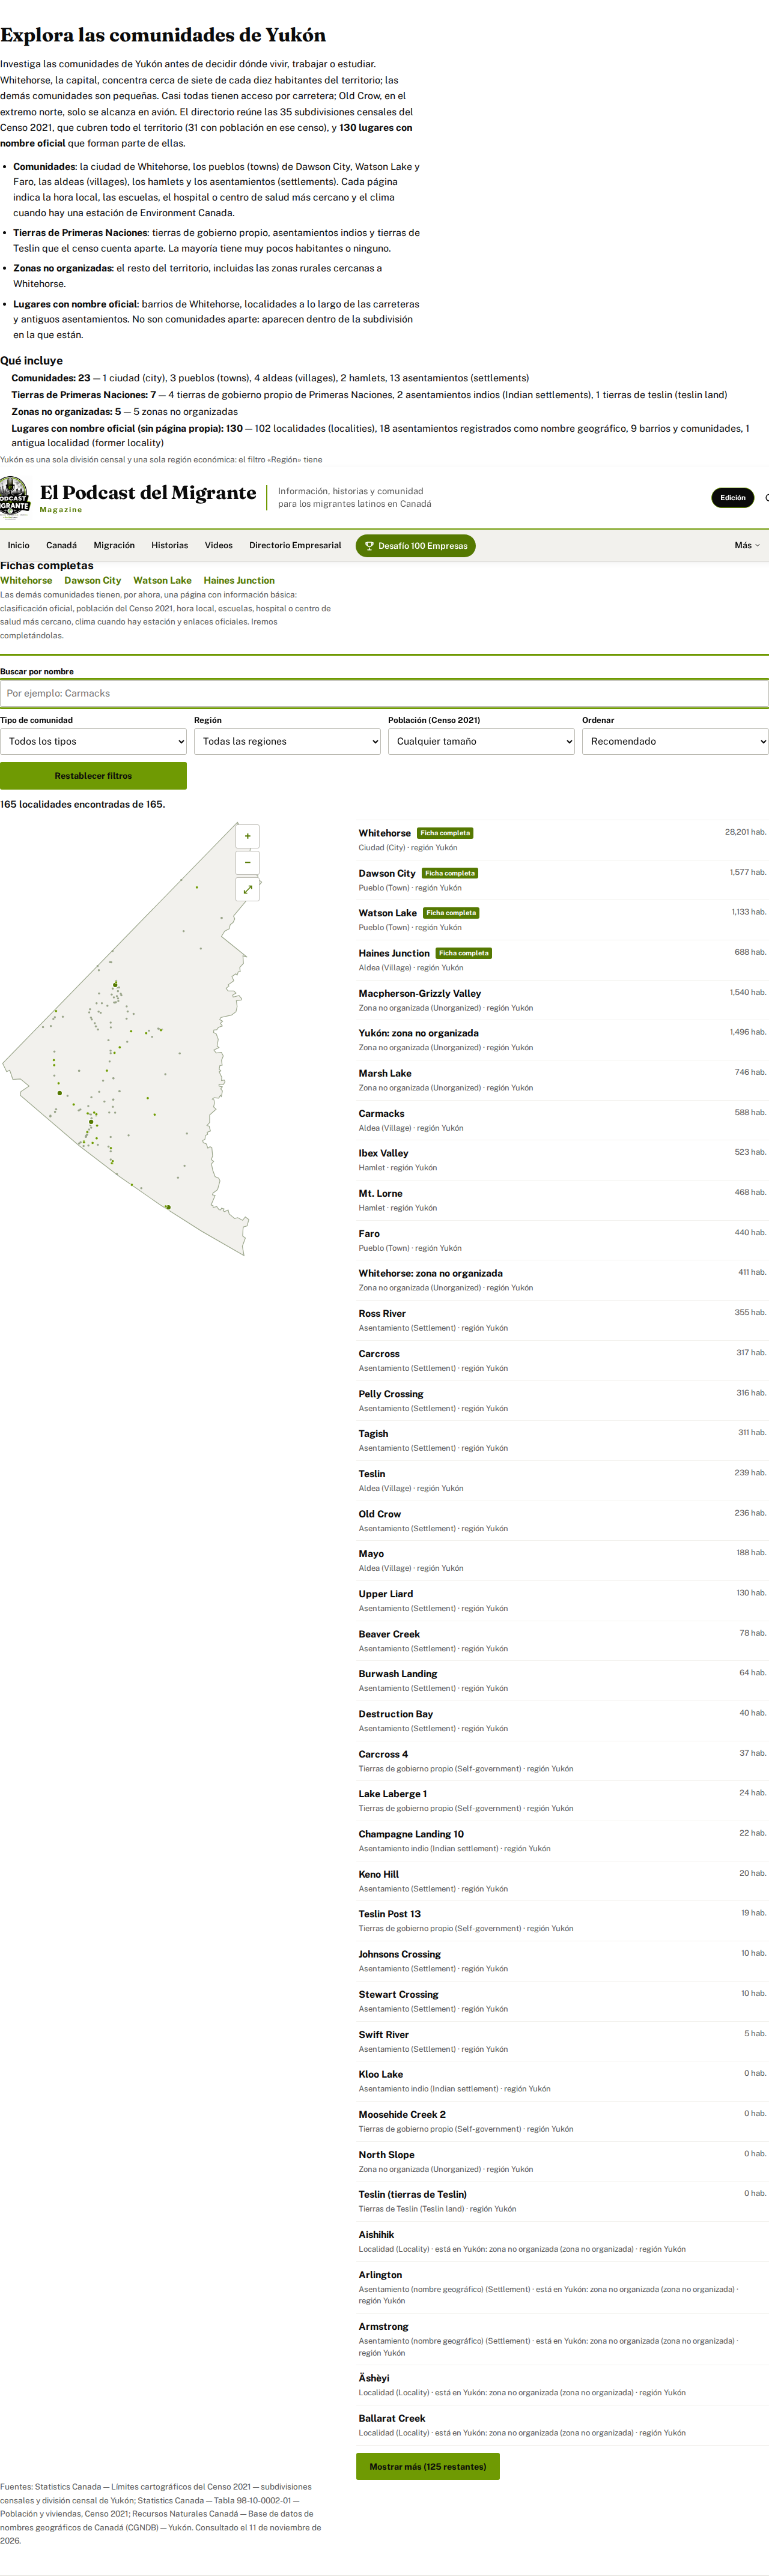 Explora las comunidades de Yukón
Investiga las comunidades de Yukón antes de decidir dónde vivir, trabajar o estudiar.
Whitehorse, la capital, concentra cerca de siete de cada diez habitantes del territorio; las
demás comunidades son pequeñas. Casi todas tienen acceso por carretera; Old Crow, en el
extremo norte, solo se alcanza en avión. El directorio reúne las 35 subdivisiones censales del
Censo 2021, que cubren todo el territorio (31 con población en ese censo), y 130 lugares con
nombre oficial que forman parte de ellas.
• Comunidades: la ciudad de Whitehorse, los pueblos (towns) de Dawson City, Watson Lake y
Faro, las aldeas (villages), los hamlets y los asentamientos (settlements). Cada página
indica la hora local, las escuelas, el hospital o centro de salud más cercano y el clima
cuando hay una estación de Environment Canada.
• Tierras de Primeras Naciones: tierras de gobierno propio, asentamientos indios y tierras de
Teslin que el censo cuenta aparte. La mayoría tiene muy pocos habitantes o ninguno.
• Zonas no organizadas: el resto del territorio, incluidas las zonas rurales cercanas a
Whitehorse.
• Lugares con nombre oficial: barrios de Whitehorse, localidades a lo largo de las carreteras
y antiguos asentamientos. No son comunidades aparte: aparecen dentro de la subdivisión
en la que están.
Qué incluye
Comunidades: 23 — 1 ciudad (city), 3 pueblos (towns), 4 aldeas (villages), 2 hamlets, 13 asentamientos (settlements)
Tierras de Primeras Naciones: 7 — 4 tierras de gobierno propio de Primeras Naciones, 2 asentamientos indios (Indian settlements), 1 tierras de teslin (teslin land)
Zonas no organizadas: 5 — 5 zonas no organizadas
Lugares con nombre oficial (sin página propia): 130 — 102 localidades (localities), 18 asentamientos registrados como nombre geográfico, 9 barrios y comunidades, 1
antigua localidad (former locality)
Yukón es una sola división censal y una sola región económica: el filtro «Región» tiene
El Podcast del Migrante
Magazine
Información, historias y comunidad
para los migrantes latinos en Canadá
Edición
Inicio Canadá Migración Historias Videos Directorio Empresarial Desafío 100 Empresas Más
Fichas completas
Whitehorse Dawson City Watson Lake Haines Junction
Las demás comunidades tienen, por ahora, una página con información básica:
clasificación oficial, población del Censo 2021, hora local, escuelas, hospital o centro de
salud más cercano, clima cuando hay estación y enlaces oficiales. Iremos
completándolas.
Buscar por nombre
Por ejemplo: Carmacks
Tipo de comunidad Región Población (Censo 2021) Ordenar
Todos los tipos Todas las regiones Cualquier tamaño Recomendado
Restablecer filtros
165 localidades encontradas de 165.
+
−
Whitehorse Ficha completa 28,201 hab.
Ciudad (City) · región Yukón
Dawson City Ficha completa 1,577 hab.
Pueblo (Town) · región Yukón
Watson Lake Ficha completa 1,133 hab.
Pueblo (Town) · región Yukón
Haines Junction Ficha completa 688 hab.
Aldea (Village) · región Yukón
Macpherson-Grizzly Valley 1,540 hab.
Zona no organizada (Unorganized) · región Yukón
Yukón: zona no organizada 1,496 hab.
Zona no organizada (Unorganized) · región Yukón
Marsh Lake 746 hab.
Zona no organizada (Unorganized) · región Yukón
Carmacks 588 hab.
Aldea (Village) · región Yukón
Ibex Valley 523 hab.
Hamlet · región Yukón
Mt. Lorne 468 hab.
Hamlet · región Yukón
Faro 440 hab.
Pueblo (Town) · región Yukón
Whitehorse: zona no organizada 411 hab.
Zona no organizada (Unorganized) · región Yukón
Ross River 355 hab.
Asentamiento (Settlement) · región Yukón
Carcross 317 hab.
Asentamiento (Settlement) · región Yukón
Pelly Crossing 316 hab.
Asentamiento (Settlement) · región Yukón
Tagish 311 hab.
Asentamiento (Settlement) · región Yukón
Teslin 239 hab.
Aldea (Village) · región Yukón
Old Crow 236 hab.
Asentamiento (Settlement) · región Yukón
Mayo 188 hab.
Aldea (Village) · región Yukón
Upper Liard 130 hab.
Asentamiento (Settlement) · región Yukón
Beaver Creek 78 hab.
Asentamiento (Settlement) · región Yukón
Burwash Landing 64 hab.
Asentamiento (Settlement) · región Yukón
Destruction Bay 40 hab.
Asentamiento (Settlement) · región Yukón
Carcross 4 37 hab.
Tierras de gobierno propio (Self-government) · región Yukón
Lake Laberge 1 24 hab.
Tierras de gobierno propio (Self-government) · región Yukón
Champagne Landing 10 22 hab.
Asentamiento indio (Indian settlement) · región Yukón
Keno Hill 20 hab.
Asentamiento (Settlement) · región Yukón
Teslin Post 13 19 hab.
Tierras de gobierno propio (Self-government) · región Yukón
Johnsons Crossing 10 hab.
Asentamiento (Settlement) · región Yukón
Stewart Crossing 10 hab.
Asentamiento (Settlement) · región Yukón
Swift River 5 hab.
Asentamiento (Settlement) · región Yukón
Kloo Lake 0 hab.
Asentamiento indio (Indian settlement) · región Yukón
Moosehide Creek 2 0 hab.
Tierras de gobierno propio (Self-government) · región Yukón
North Slope 0 hab.
Zona no organizada (Unorganized) · región Yukón
Teslin (tierras de Teslin) 0 hab.
Tierras de Teslin (Teslin land) · región Yukón
Aishihik
Localidad (Locality) · está en Yukón: zona no organizada (zona no organizada) · región Yukón
Arlington
Asentamiento (nombre geográfico) (Settlement) · está en Yukón: zona no organizada (zona no organizada) ·
región Yukón
Armstrong
Asentamiento (nombre geográfico) (Settlement) · está en Yukón: zona no organizada (zona no organizada) ·
región Yukón
Äshèyi
Localidad (Locality) · está en Yukón: zona no organizada (zona no organizada) · región Yukón
Ballarat Creek
Localidad (Locality) · está en Yukón: zona no organizada (zona no organizada) · región Yukón
Mostrar más (125 restantes)
Fuentes: Statistics Canada — Límites cartográficos del Censo 2021 — subdivisiones
censales y división censal de Yukón; Statistics Canada — Tabla 98-10-0002-01 —
Población y viviendas, Censo 2021; Recursos Naturales Canadá — Base de datos de
nombres geográficos de Canadá (CGNDB) — Yukon. Consultado el 11 de noviembre de
2026.